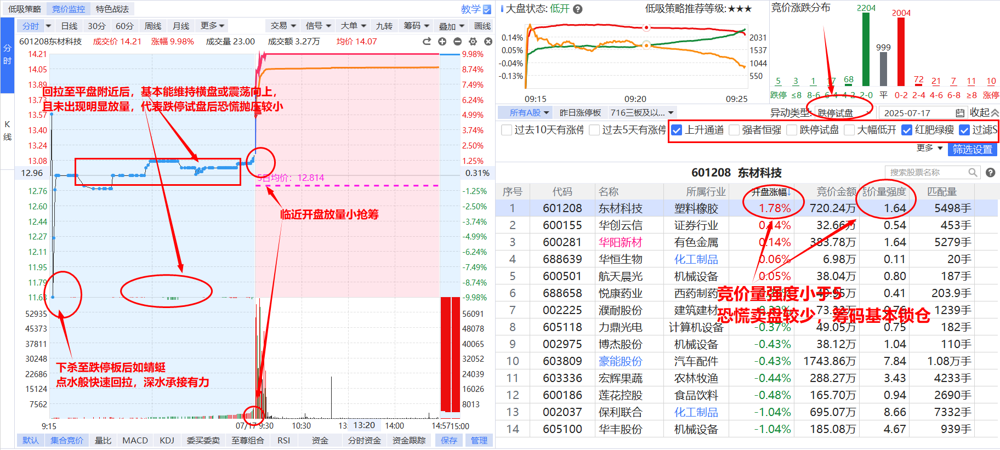 低吸策略 竞价监控 特色战法 教学
分时 日线 30分 60分 周线 月线 更多 交易 信号 大单 九转 筹码 叠加 画线
601208东材科技 成交价 14.21 涨幅 9.98% 成交量 23.00 成交额 3.27万 均价 14.07
分时
K线
14.21 9.98%
14.05 8.74%
13.89 7.49%
13.73 6.24%
13.57 4.99%
13.40 3.74%
13.24 2.50%
13.08 1.25%
12.96 0.31%
12.76 -1.25%
12.60 -2.50%
12.44 -3.74%
12.27 -4.99%
12.11 -6.24%
11.95 -7.49%
11.79 -8.74%
11.63 -9.98%
52935 56091
45373 48078
37811 40065
30248 32052
22686 24039
15124 16026
7562 8013
回拉至平盘附近后，基本能维持横盘或震荡向上，
且未出现明显放量，代表跌停试盘后恐慌抛压较小
5日均价：12.814
临近开盘放量小抢筹
下杀至跌停板后如蜻蜓
点水般快速回拉，深水承接有力
9:15 07/17 9:30 10:30 13:20 14:00 14:57 15:00
默认 集合竞价 量比 MACD KDJ 委买委卖 至尊组合 RSI 资金 分时资金 资金跟踪 保存 管理
大盘状态: 低开 低吸策略推荐等级:★★★
0.14% 2031
0.05% 1537
-0.04% 1044
-0.13% 550
09:15 09:20 09:25
竞价涨跌分布
5 3 1 17 68 2204 999 2004 72 21 7 11 10
跌停 ≤8 8-6 6-4 4-2 2-0 平 0-2 2-4 4-6 6-8 ≥8 涨停
所有A股 昨日涨停板 716三板及以... 异动类型: 跌停试盘 2025-07-17 收起
过去10天有涨停 过去5天有涨停 上升通道 强者恒强 跌停试盘 大幅低开 红肥绿瘦 过滤S
更多 筛选设置
601208 东材科技 搜索股票名称
序号 代码 名称 所属行业 开盘涨幅↓ 竞价金额 竞价量强度 匹配量
1 601208 东材科技 塑料橡胶 1.78% 720.24万 1.64 5498手
2 600155 华创云信 证券行业 0.14% 32.66万 0.54 453手
3 600281 华阳新材 有色金属 0.14% 383.78万 1.64 5279手
4 688639 华恒生物 化工制品 0.06% 6.98万 0.11 20手
5 600501 航天晨光 机械设备 0.05% 38.04万 0.80 187手
6 688658 悦康药业 西药制药 0.41 203.9手
7 002225 濮耐股份 建筑建材 0.76 1239手
8 605118 力鼎光电 计算机设备 -0.37% 49.05万 0.75 182手
9 002975 博杰股份 机械设备 -0.43% 38.12万 1.04 110手
10 603809 豪能股份 汽车配件 -0.43% 1743.86万 7.84 1.08万手
11 603336 宏辉果蔬 农林牧渔 -0.44% 288.27万 3.43 4233手
12 600186 莲花控股 食品饮料 -0.48% 165.70万 0.94 2690手
13 002037 保利联合 化工制品 -1.04% 695.07万 8.66 7332手
14 605100 华丰股份 机械设备 -1.04% 185.08万 4.67 939手
竞价量强度小于5
恐慌卖盘较少，筹码基本锁仓